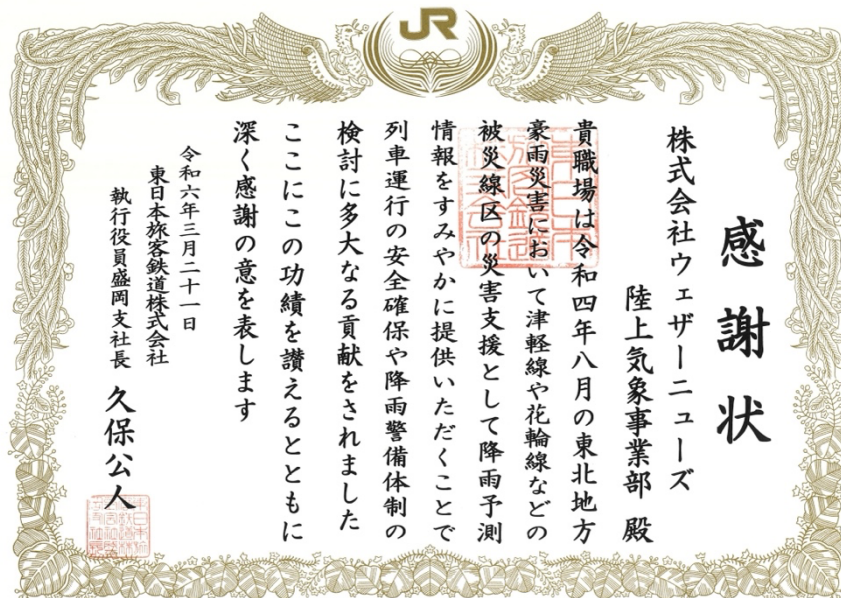 JR
感謝状
株式会社ウェザーニューズ
陸上気象事業部 殿
貴職場は令和四年八月の東北地方
豪雨災害において津軽線や花輪線などの
被災線区の災害支援として降雨予測
情報をすみやかに提供いただくことで
列車運行の安全確保や降雨警備体制の
検討に多大なる貢献をされました
ここにこの功績を讃えるとともに
深く感謝の意を表します
令和六年三月二十一日
東日本旅客鉄道株式会社
執行役員盛岡支社長 久保公人